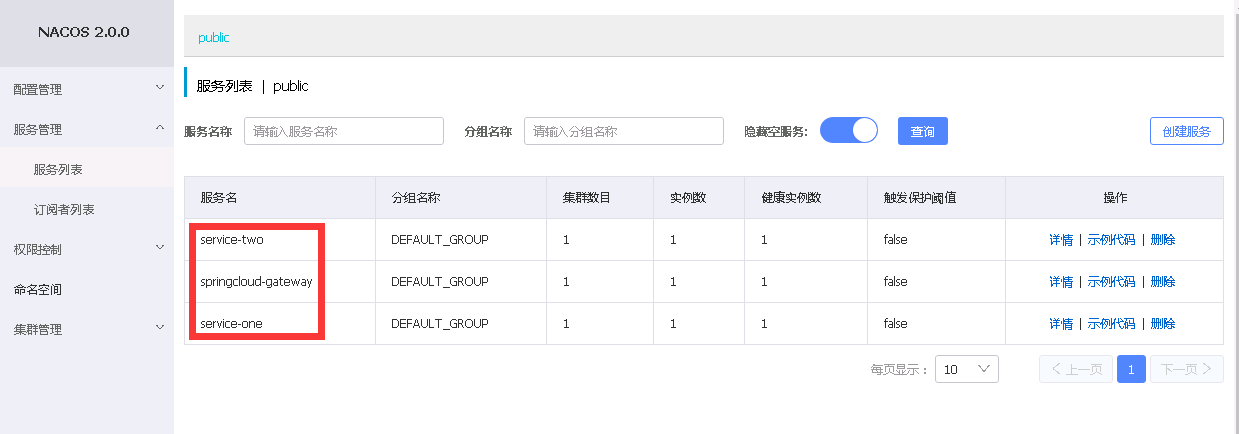 NACOS 2.0.0
配置管理
服务管理
服务列表
订阅者列表
权限控制
命名空间
集群管理
public
服务列表 | public
服务名称 请输入服务名称 分组名称 请输入分组名称 隐藏空服务: 查询 创建服务
服务名 分组名称 集群数目 实例数 健康实例数 触发保护阈值 操作
service-two DEFAULT_GROUP 1 1 1 false 详情 | 示例代码 | 删除
springcloud-gateway DEFAULT_GROUP 1 1 1 false 详情 | 示例代码 | 删除
service-one DEFAULT_GROUP 1 1 1 false 详情 | 示例代码 | 删除
每页显示： 10 上一页 1 下一页